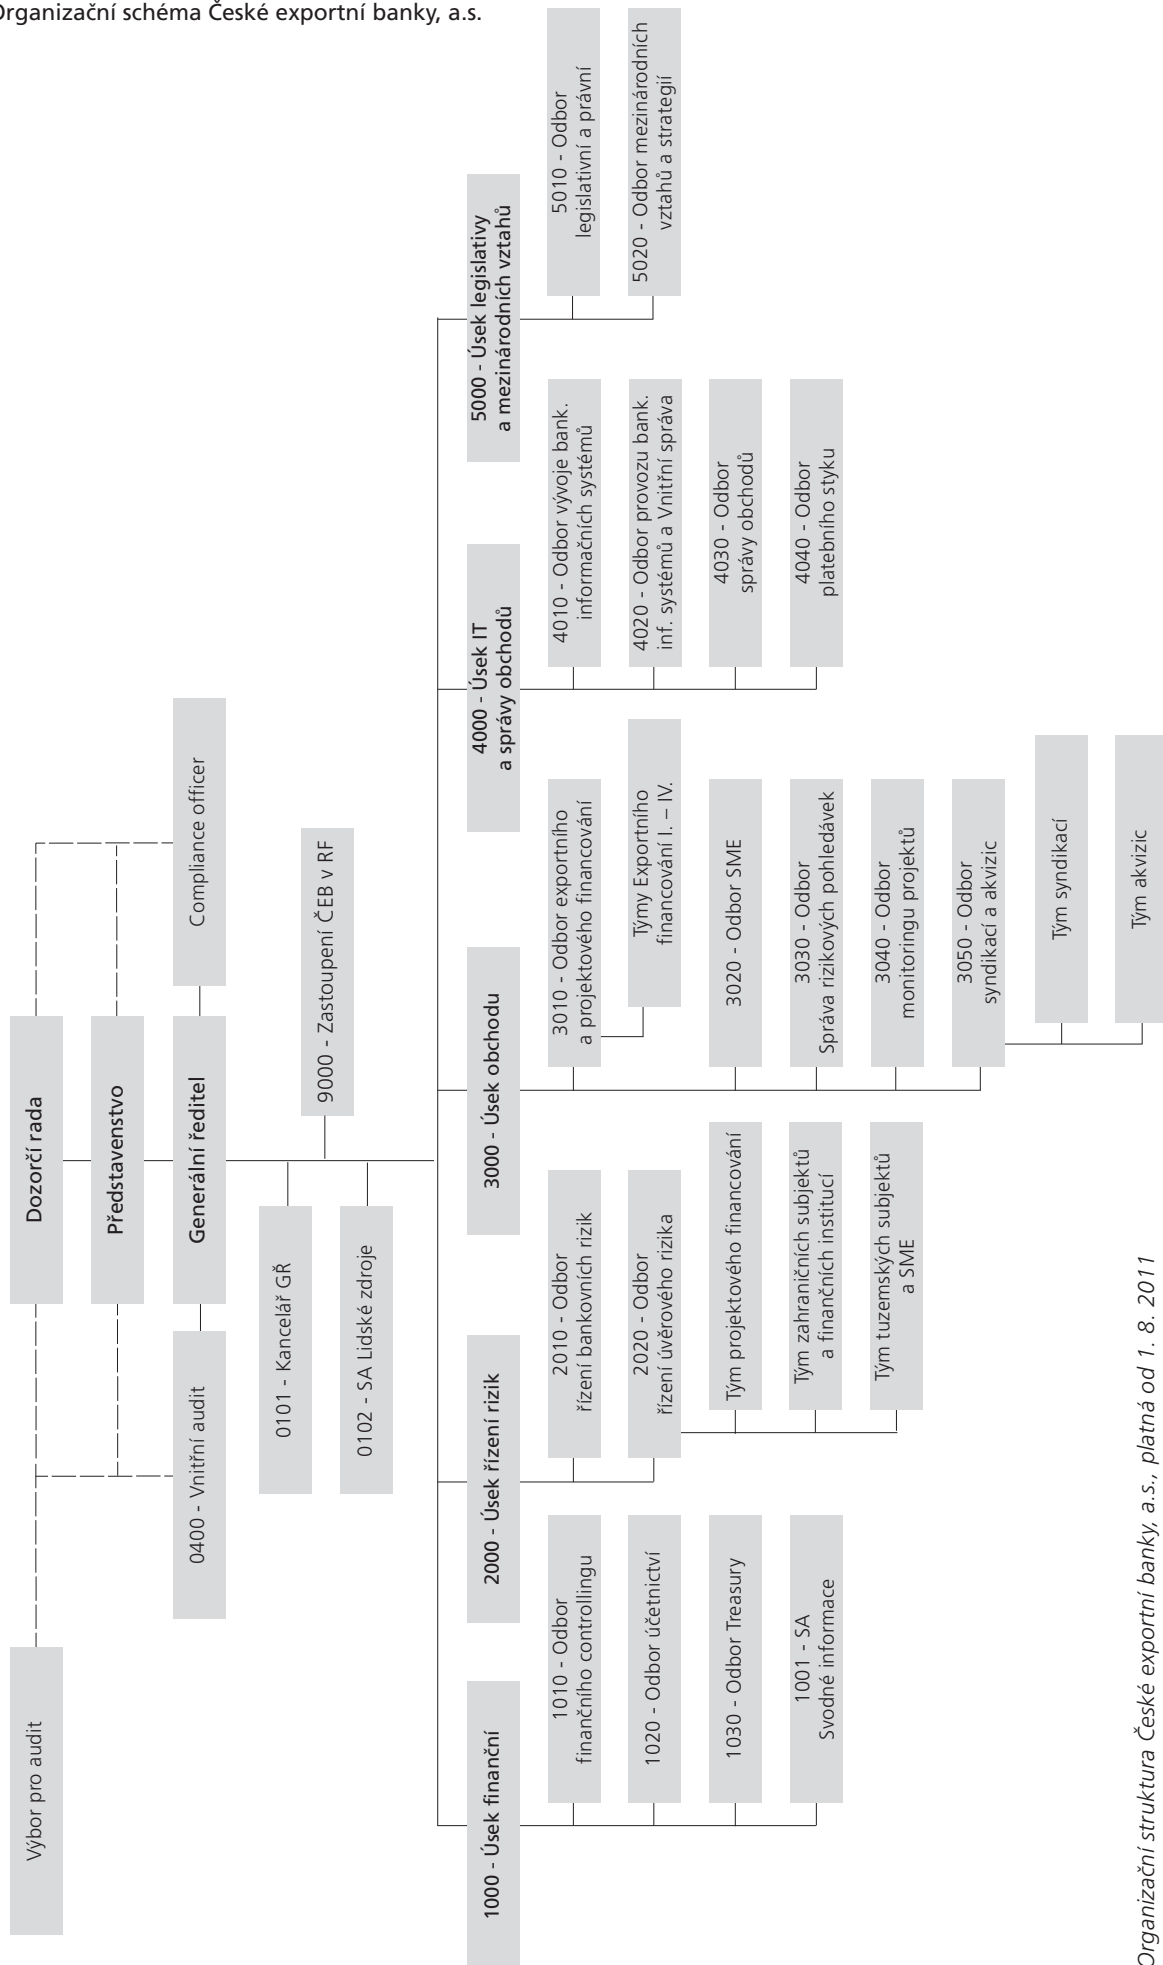 Organizační schéma České exportní banky, a.s.
Výbor pro audit
Dozorčí rada
Představenstvo
0400 - Vnitřní audit
Generální ředitel
Compliance officer
0101 - Kancelář GŘ
9000 - Zastoupení ČEB v RF
0102 - SA Lidské zdroje
1000 - Úsek finanční
1010 - Odbor
finančního controllingu
1020 - Odbor účetnictví
1030 - Odbor Treasury
1001 - SA
Svodné informace
2000 - Úsek řízení rizik
2010 - Odbor
řízení bankovních rizik
2020 - Odbor
řízení úvěrového rizika
Tým projektového financování
Tým zahraničních subjektů
a finančních institucí
Tým tuzemských subjektů
a SME
3000 - Úsek obchodu
3010 - Odbor exportního
a projektového financování
Týmy Exportního
financování I. – IV.
3020 - Odbor SME
3030 - Odbor
Správa rizikových pohledávek
3040 - Odbor
monitoringu projektů
3050 - Odbor
syndikací a akvizic
Tým syndikací
Tým akvizic
4000 - Úsek IT
a správy obchodů
4010 - Odbor vývoje bank.
informačních systémů
4020 - Odbor provozu bank.
inf. systémů a Vnitřní správa
4030 - Odbor
správy obchodů
4040 - Odbor
platebního styku
5000 - Úsek legislativy
a mezinárodních vztahů
5010 - Odbor
legislativní a právní
5020 - Odbor mezinárodních
vztahů a strategií
Organizační struktura České exportní banky, a.s., platná od 1. 8. 2011